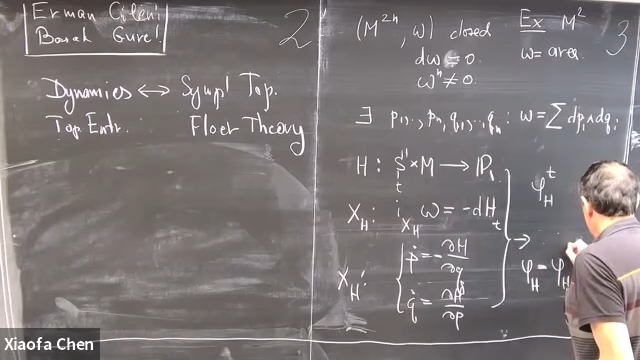 Erman Çileni
Başak Gürel
2
Dynamics ↔ Sympl Top.
Top Entr. Floer Theory
(M^{2n}, ω) closed
dω = 0.
ω^n ≠ 0.
Ex M^2
ω = area
3
∃ p_1,.., p_n, q_1,..,q_n : ω = Σ dp_i ∧ dq_i
H : S^1 × M → ℝ,
t
X_H : i_{X_H} ω = -dH_t
X_H : { ṗ = -∂H/∂q
q̇ = ∂H/∂p
⇒
φ_H^t
φ_H = φ_H
Xiaofa Chen